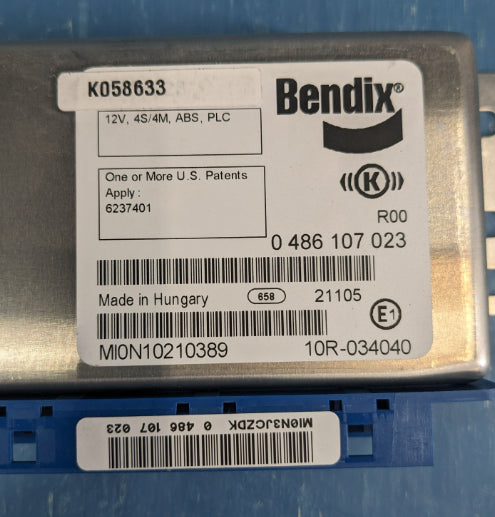 K058633
Bendix®
12V, 4S/4M, ABS, PLC
One or More U.S. Patents
Apply :
6237401
((K))
R00
0 486 107 023
Made in Hungary 658 21105
E1
MI0N10210389 10R-034040
MI0N3JCZDK 0 486 107 023